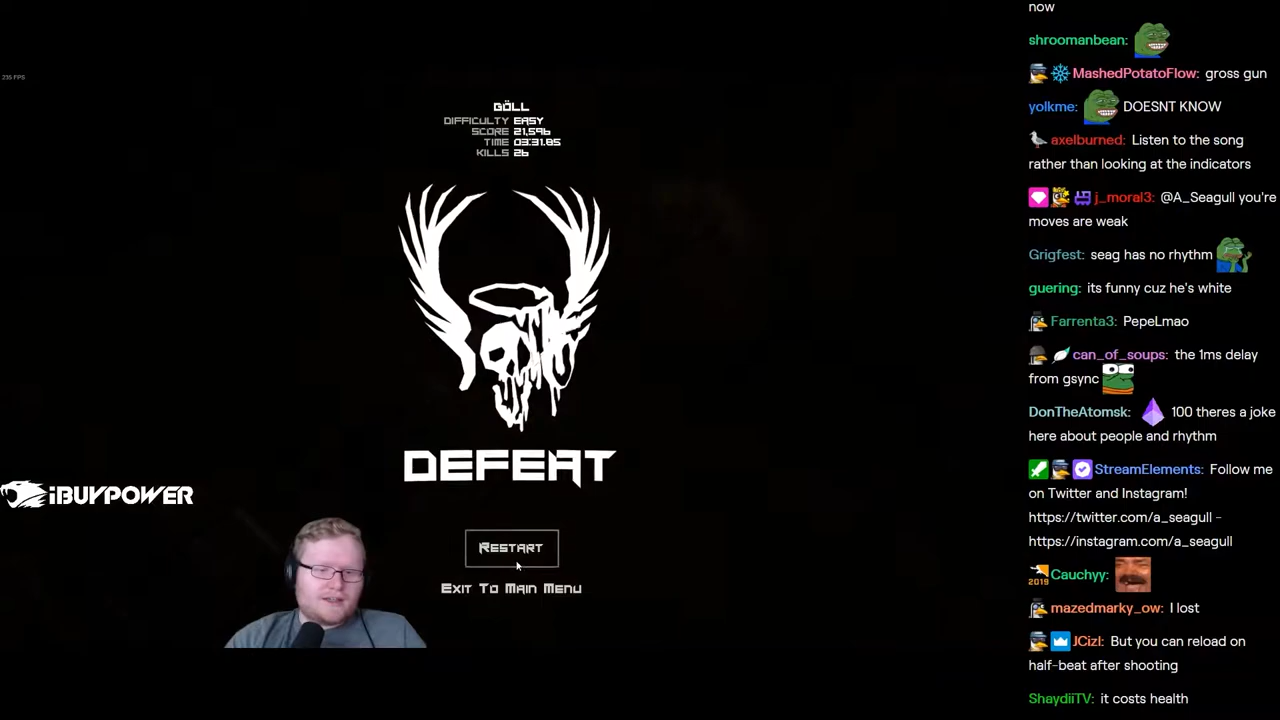 235 FPS
GÖLL
DIFFICULTY EASY
SCORE 21,596
TIME 03:31.85
KILLS 26
DEFEAT
RESTART
EXIT TO MAIN MENU
iBUYPOWER
now
shroomanbean:
MashedPotatoFlow: gross gun
yolkme: DOESNT KNOW
axelburned: Listen to the song
rather than looking at the indicators
j_moral3: @A_Seagull you're
moves are weak
Grigfest: seag has no rhythm
guering: its funny cuz he's white
Farrenta3: PepeLmao
can_of_soups: the 1ms delay
from gsync
DonTheAtomsk: 100 theres a joke
here about people and rhythm
StreamElements: Follow me
on Twitter and Instagram!
https://twitter.com/a_seagull -
https://instagram.com/a_seagull
2019 Cauchyy:
mazedmarky_ow: I lost
JCizl: But you can reload on
half-beat after shooting
ShaydiiTV: it costs health